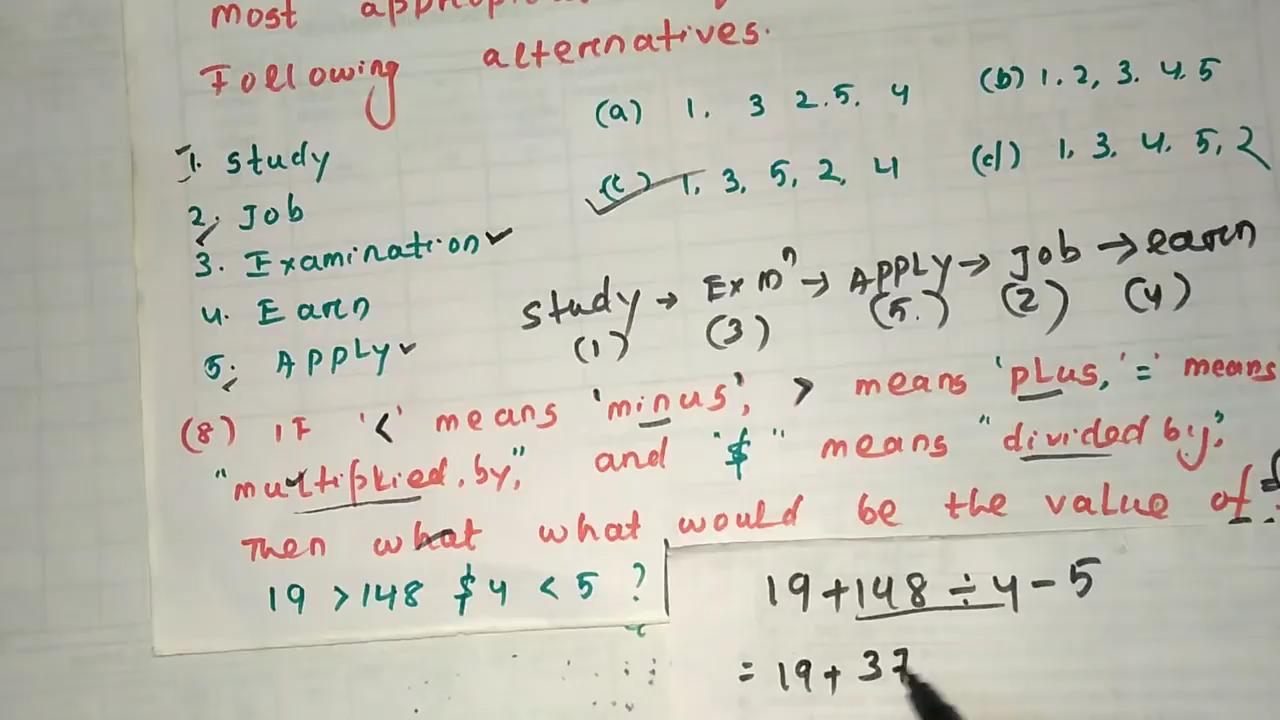 most
Following alternatives.
(a) 1. 3 2. 5. 4 (b) 1. 2, 3. 4. 5
(c) 1, 3, 5, 2, 4 (d) 1, 3. 4. 5, 2
1. study
2. Job
3. Examination
4. Earn
5. Apply
study → Exmⁿ → Apply → Job → earn
(1) (3) (5.) (2) (4)
(8) IF '<' means 'minus', > means 'plus, '=' means
"multiplied. by," and "$" means "divided by".
Then what what would be the value of
19 > 148 $ 4 < 5 ?
19 + 148 ÷ 4 - 5
= 19 + 37